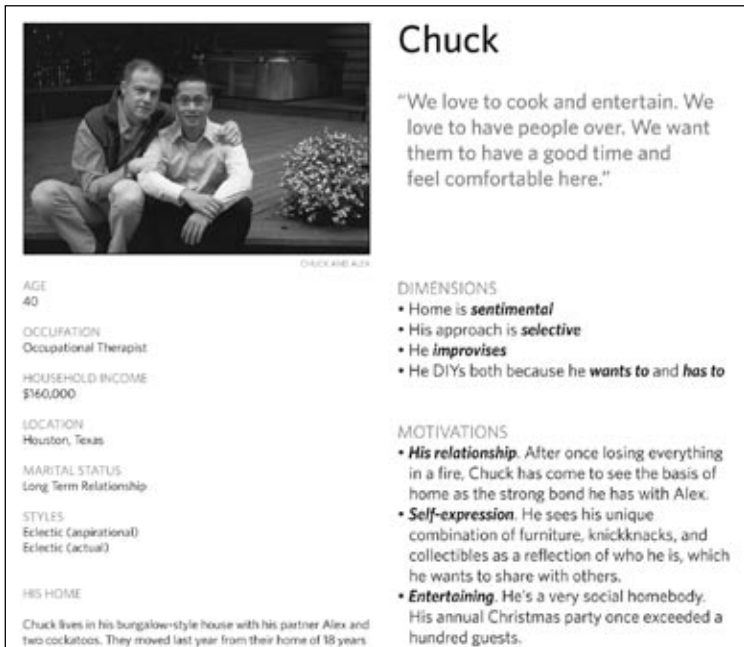 Chuck
“We love to cook and entertain. We
love to have people over. We want
them to have a good time and
feel comfortable here.”
CHUCK AND ALEX
AGE
40
OCCUPATION
Occupational Therapist
HOUSEHOLD INCOME
$160,000
LOCATION
Houston, Texas
MARITAL STATUS
Long Term Relationship
STYLES
Eclectic (aspirational)
Eclectic (actual)
HIS HOME
Chuck lives in his bungalow-style house with his partner Alex and
two cockatoos. They moved last year from their home of 18 years
DIMENSIONS
• Home is sentimental
• His approach is selective
• He improvises
• He DIYs both because he wants to and has to
MOTIVATIONS
• His relationship. After once losing everything
in a fire, Chuck has come to see the basis of
home as the strong bond he has with Alex.
• Self-expression. He sees his unique
combination of furniture, knickknacks, and
collectibles as a reflection of who he is, which
he wants to share with others.
• Entertaining. He's a very social homebody.
His annual Christmas party once exceeded a
hundred guests.